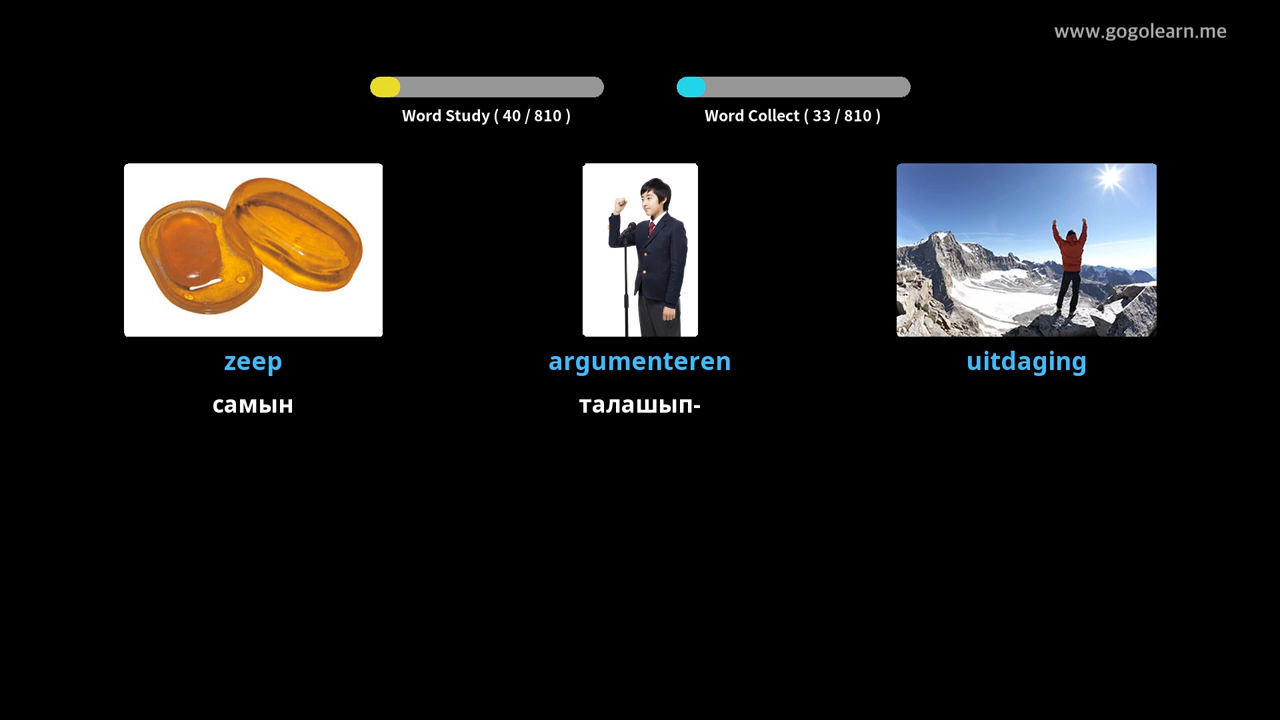 www.gogolearn.me
Word Study ( 40 / 810 )
Word Collect ( 33 / 810 )
zeep
argumenteren
uitdaging
самын
талашып-